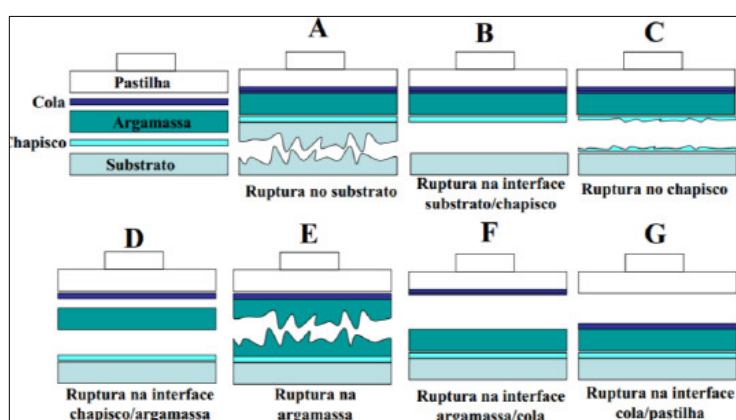 A
B
C
Pastilha
Cola
Argamassa
Chapisco
Substrato
Ruptura no substrato
Ruptura na interface
substrato/chapisco
Ruptura no chapisco
D
E
F
G
Ruptura na interface
chapisco/argamassa
Ruptura na
argamassa
Ruptura na interface
argamassa/cola
Ruptura na interface
cola/pastilha